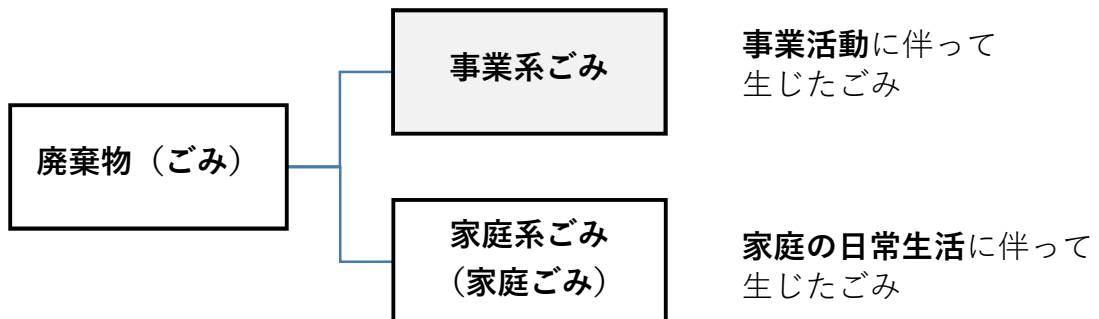 事業系ごみ
事業活動に伴って
生じたごみ
廃棄物（ごみ）
家庭系ごみ
（家庭ごみ）
家庭の日常生活に伴って
生じたごみ